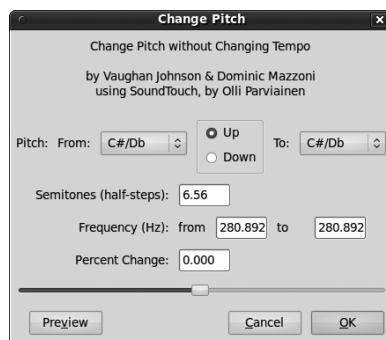 Change Pitch
Change Pitch without Changing Tempo
by Vaughan Johnson & Dominic Mazzoni
using SoundTouch, by Olli Parviainen
Pitch: From: C#/Db Up Down To: C#/Db
Semitones (half-steps): 6.56
Frequency (Hz): from 280.892 to 280.892
Percent Change: 0.000
Preview Cancel OK